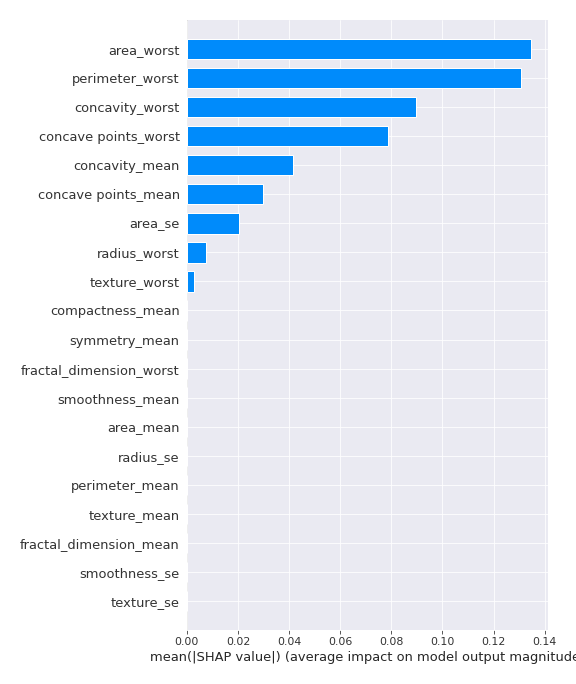 area_worst
perimeter_worst
concavity_worst
concave points_worst
concavity_mean
concave points_mean
area_se
radius_worst
texture_worst
compactness_mean
symmetry_mean
fractal_dimension_worst
smoothness_mean
area_mean
radius_se
perimeter_mean
texture_mean
fractal_dimension_mean
smoothness_se
texture_se
0.00 0.02 0.04 0.06 0.08 0.10 0.12 0.14
mean(|SHAP value|) (average impact on model output magnitude